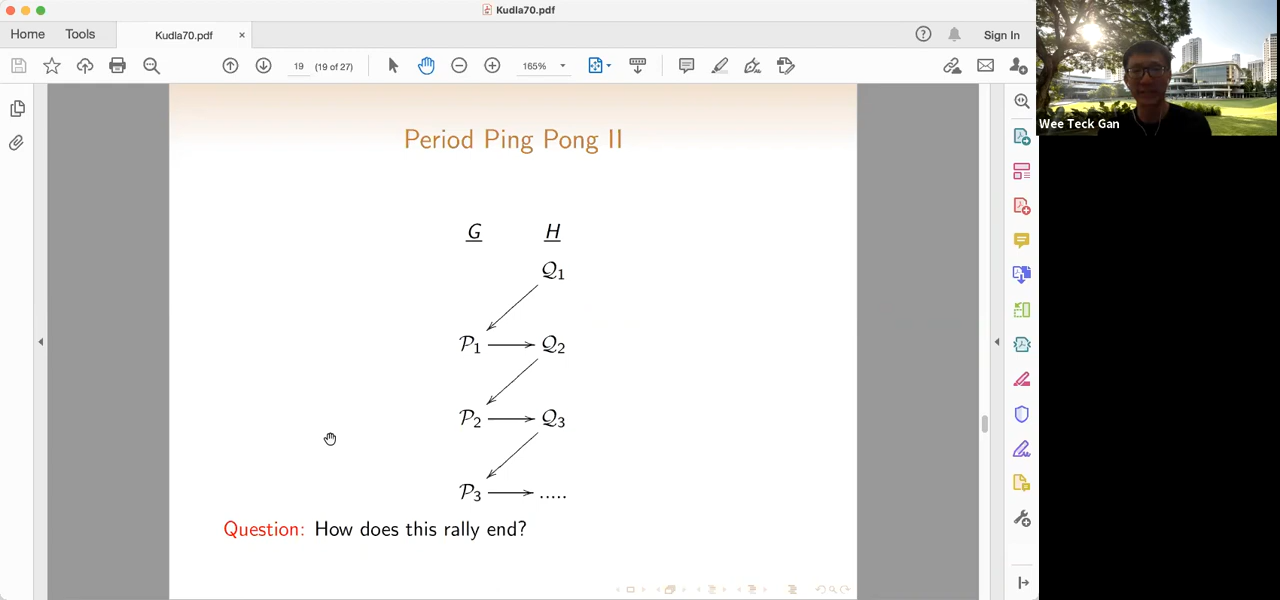 Kudla70.pdf
Home Tools Kudla70.pdf × Sign In
19 (19 of 27) 165%
Wee Teck Gan
Period Ping Pong II
G H
Q1
P1 Q2
P2 Q3
P3 .....
Question: How does this rally end?